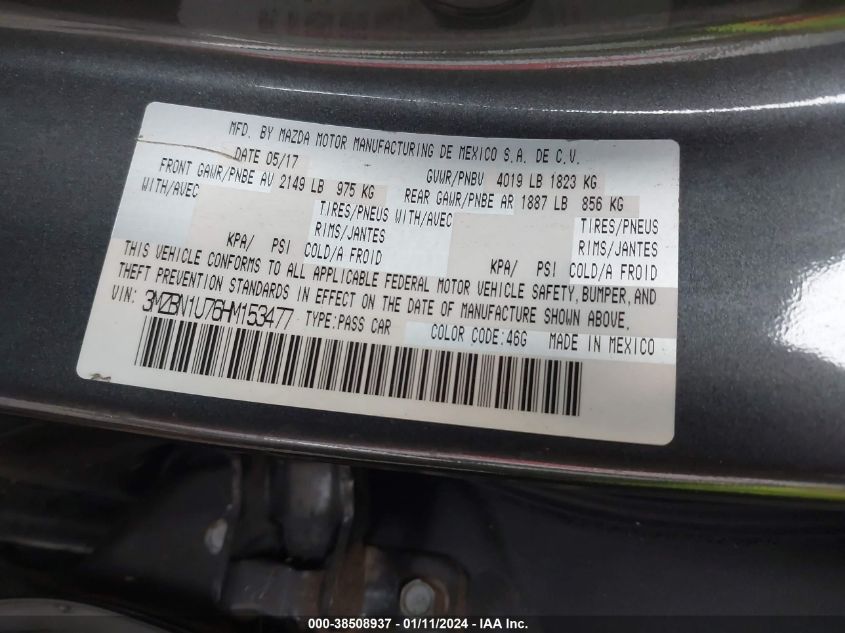 MFD. BY MAZDA MOTOR MANUFACTURING DE MEXICO S.A. DE C.V.
DATE 05/17
GVWR/PNBV 4019 LB 1823 KG
FRONT GAWR/PNBE AV 2149 LB 975 KG
REAR GAWR/PNBE AR 1887 LB 856 KG
WITH/AVEC
TIRES/PNEUS
WITH/AVEC
TIRES/PNEUS
RIMS/JANTES
RIMS/JANTES
KPA/ PSI COLD/A FROID
KPA/ PSI COLD/A FROID
THIS VEHICLE CONFORMS TO ALL APPLICABLE FEDERAL MOTOR VEHICLE SAFETY, BUMPER, AND
THEFT PREVENTION STANDARDS IN EFFECT ON THE DATE OF MANUFACTURE SHOWN ABOVE.
VIN: 3MZBN1U76HM153477 TYPE:PASS CAR
COLOR CODE:46G MADE IN MEXICO
000-38508937 - 01/11/2024 - IAA Inc.